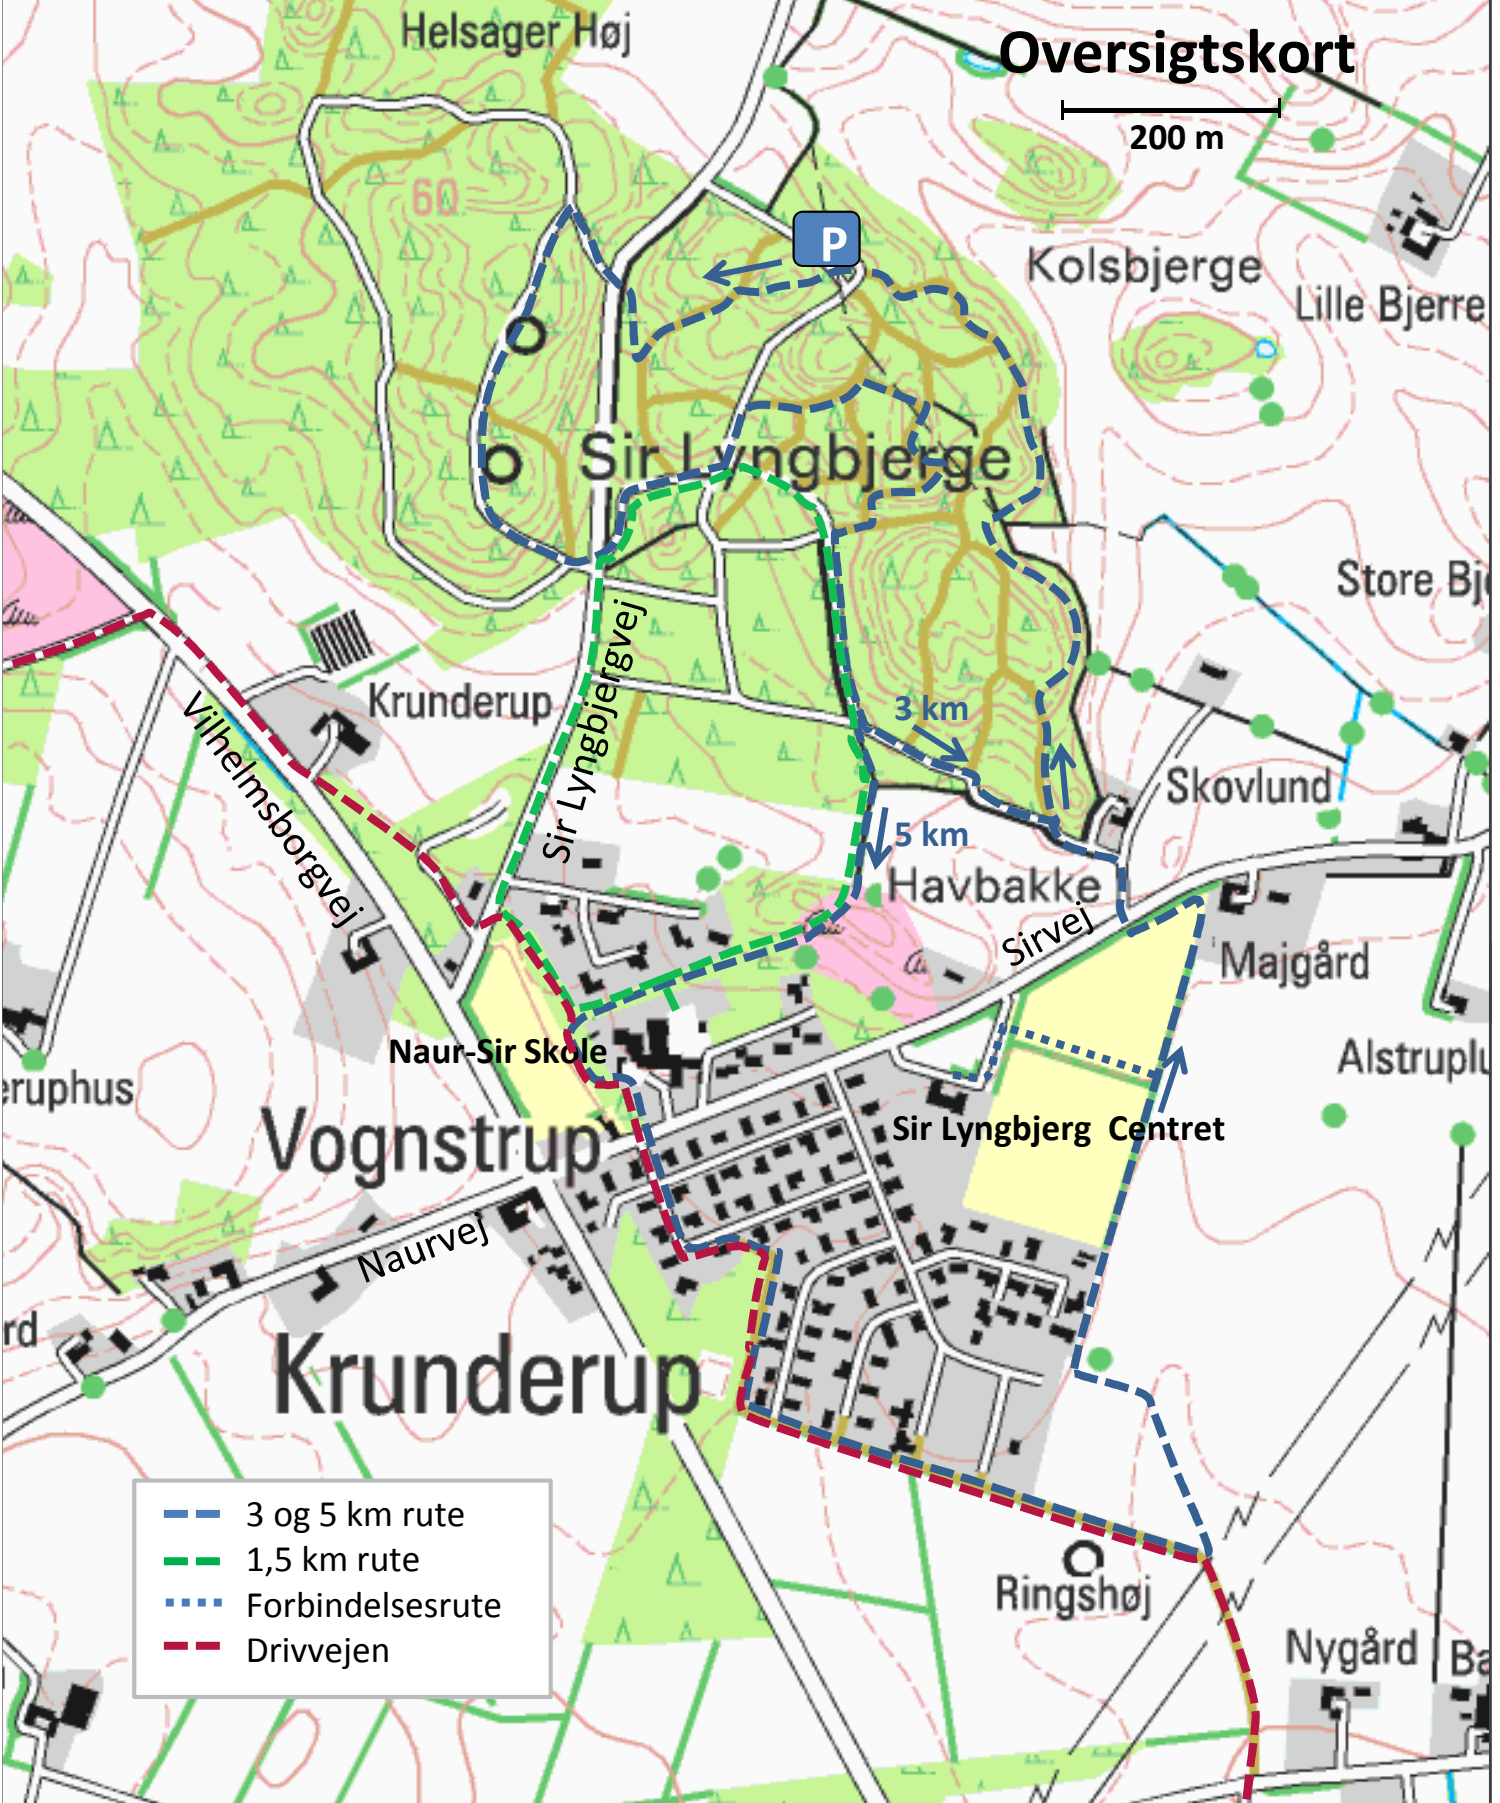 Helsager Høj
Oversigtskort
200 m
60
P
Kolsbjerge
Lille Bjerre
Sir Lyngbjerge
Store Bj
Krunderup
Sir Lyngbjergvej
Vilhelmsborgvej
3 km
Skovlund
5 km
Havbakke
Sirvej
Majgård
Naur-Sir Skole
Alstruplu
eruphus
Vognstrup
Sir Lyngbjerg Centret
Naurvej
rd
Krunderup
3 og 5 km rute
1,5 km rute
Forbindelsesrute
Drivvejen
Ringshøj
Nygård
Ba